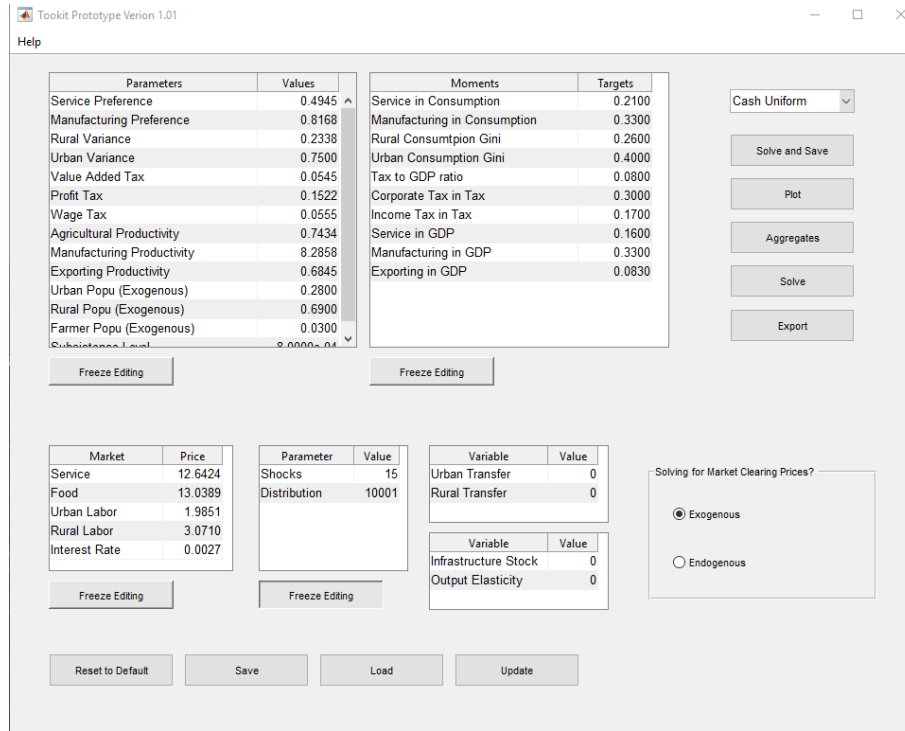 Tookit Prototype Verion 1.01
Help
Parameters Values
Service Preference 0.4945
Manufacturing Preference 0.8168
Rural Variance 0.2338
Urban Variance 0.7500
Value Added Tax 0.0545
Profit Tax 0.1522
Wage Tax 0.0555
Agricultural Productivity 0.7434
Manufacturing Productivity 8.2858
Exporting Productivity 0.6845
Urban Popu (Exogenous) 0.2800
Rural Popu (Exogenous) 0.6900
Farmer Popu (Exogenous) 0.0300
Subsistence Level 8.0000e-04
Freeze Editing
Moments Targets
Service in Consumption 0.2100
Manufacturing in Consumption 0.3300
Rural Consumtpion Gini 0.2600
Urban Consumption Gini 0.4000
Tax to GDP ratio 0.0800
Corporate Tax in Tax 0.3000
Income Tax in Tax 0.1700
Service in GDP 0.1600
Manufacturing in GDP 0.3300
Exporting in GDP 0.0830
Freeze Editing
Cash Uniform
Solve and Save
Plot
Aggregates
Solve
Export
Market Price
Service 12.6424
Food 13.0389
Urban Labor 1.9851
Rural Labor 3.0710
Interest Rate 0.0027
Freeze Editing
Parameter Value
Shocks 15
Distribution 10001
Freeze Editing
Variable Value
Urban Transfer 0
Rural Transfer 0
Variable Value
Infrastructure Stock 0
Output Elasticity 0
Solving for Market Clearing Prices?
Exogenous
Endogenous
Reset to Default
Save
Load
Update